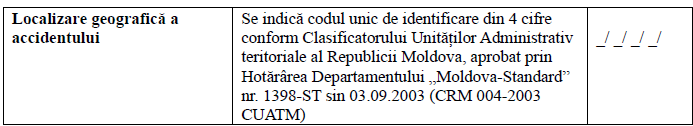 Localizare geografică a
accidentului
Se indică codul unic de identificare din 4 cifre
conform Clasificatorului Unităților Administrativ
teritoriale al Republicii Moldova, aprobat prin
Hotărârea Departamentului „Moldova-Standard”
nr. 1398-ST sin 03.09.2003 (CRM 004-2003
CUATM)
_/ _/ _/ _/